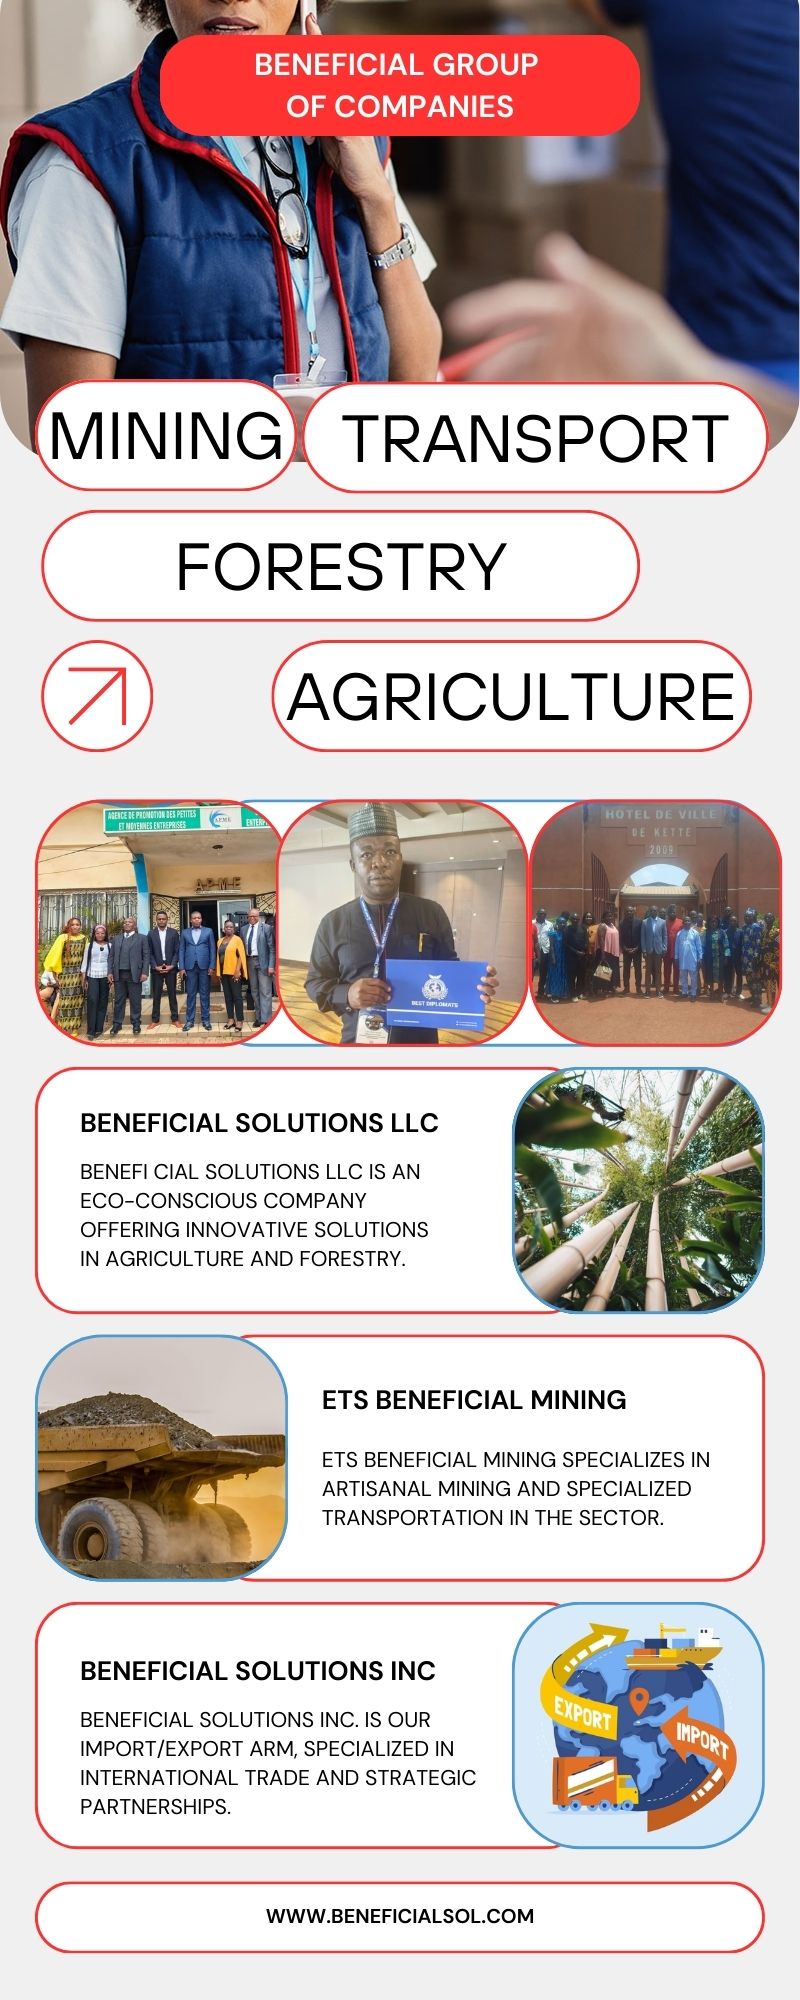 BENEFICIAL GROUP
OF COMPANIES
MINING
TRANSPORT
FORESTRY
AGRICULTURE
AGENCE DE PROMOTION DES PETITES
ET MOYENNES ENTREPRISES
APME
APME
BEST DIPLOMATS
HOTEL DE VILLE
DE KETTE
2009
BENEFICIAL SOLUTIONS LLC
BENEFI CIAL SOLUTIONS LLC IS AN
ECO-CONSCIOUS COMPANY
OFFERING INNOVATIVE SOLUTIONS
IN AGRICULTURE AND FORESTRY.
ETS BENEFICIAL MINING
ETS BENEFICIAL MINING SPECIALIZES IN
ARTISANAL MINING AND SPECIALIZED
TRANSPORTATION IN THE SECTOR.
BENEFICIAL SOLUTIONS INC
BENEFICIAL SOLUTIONS INC. IS OUR
IMPORT/EXPORT ARM, SPECIALIZED IN
INTERNATIONAL TRADE AND STRATEGIC
PARTNERSHIPS.
EXPORT
IMPORT
WWW.BENEFICIALSOL.COM